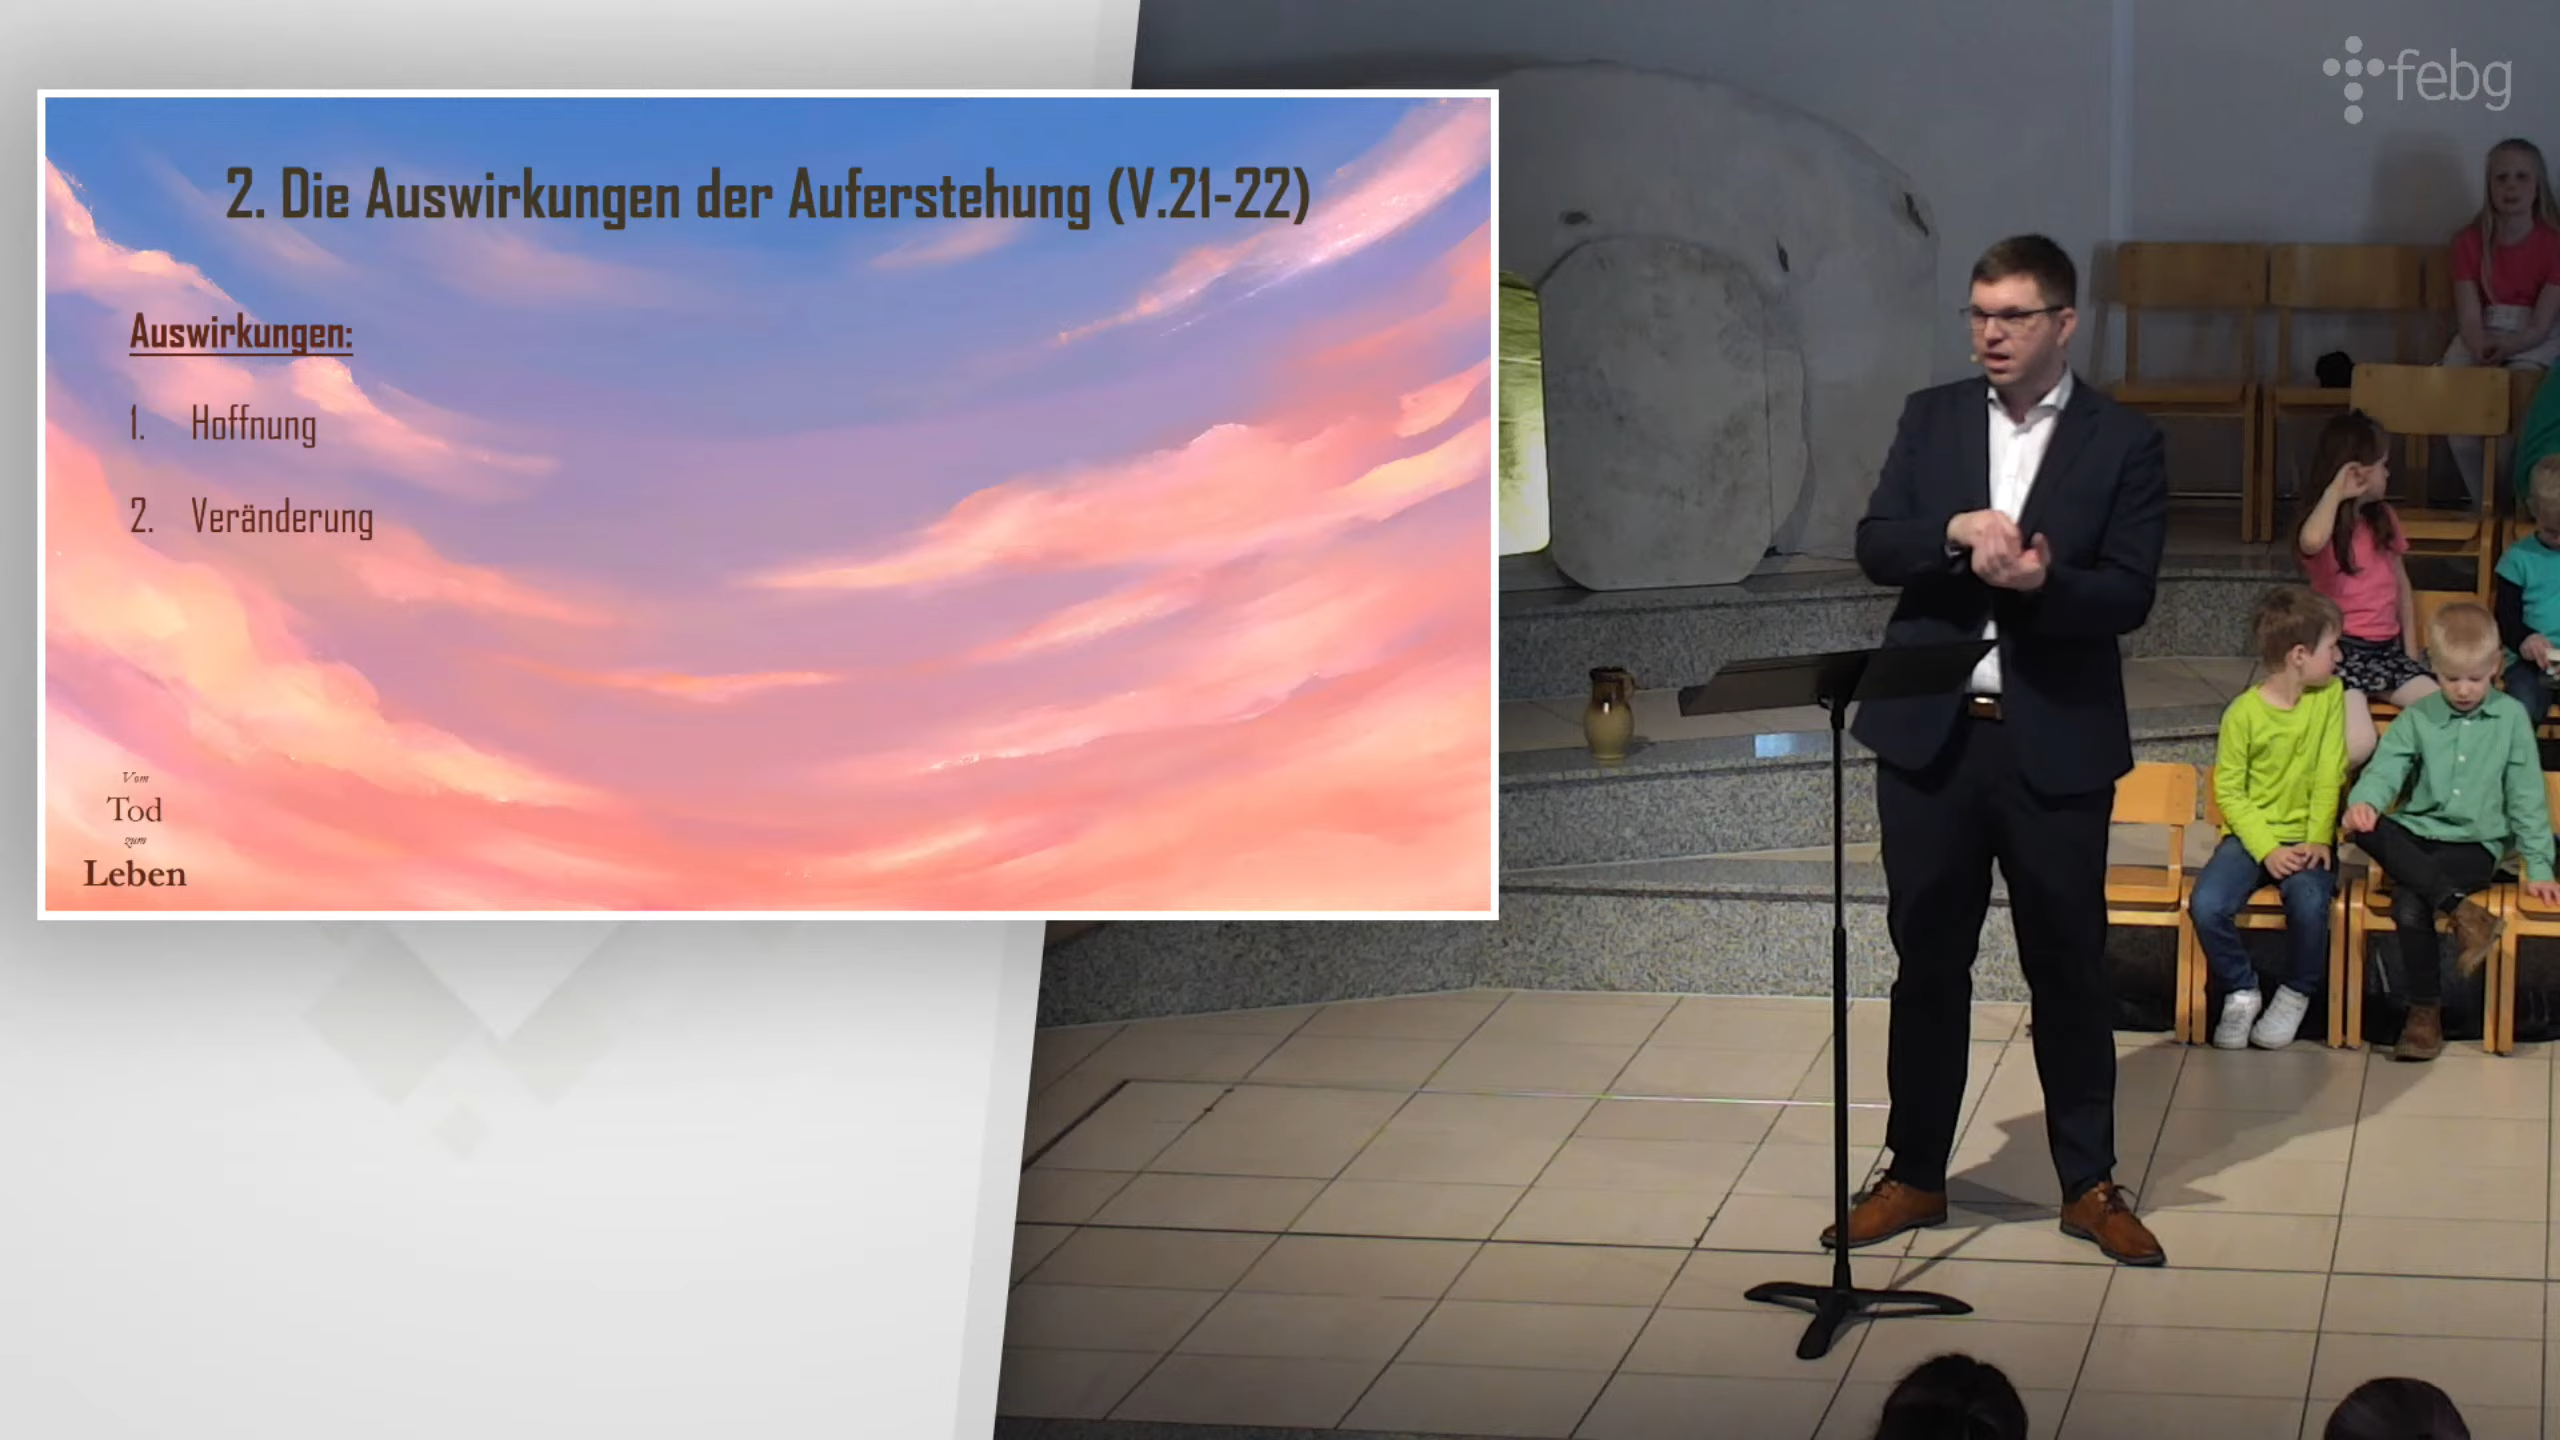 febg
2. Die Auswirkungen der Auferstehung (V.21-22)
Auswirkungen:
1. Hoffnung
2. Veränderung
Vom
Tod
zum
Leben